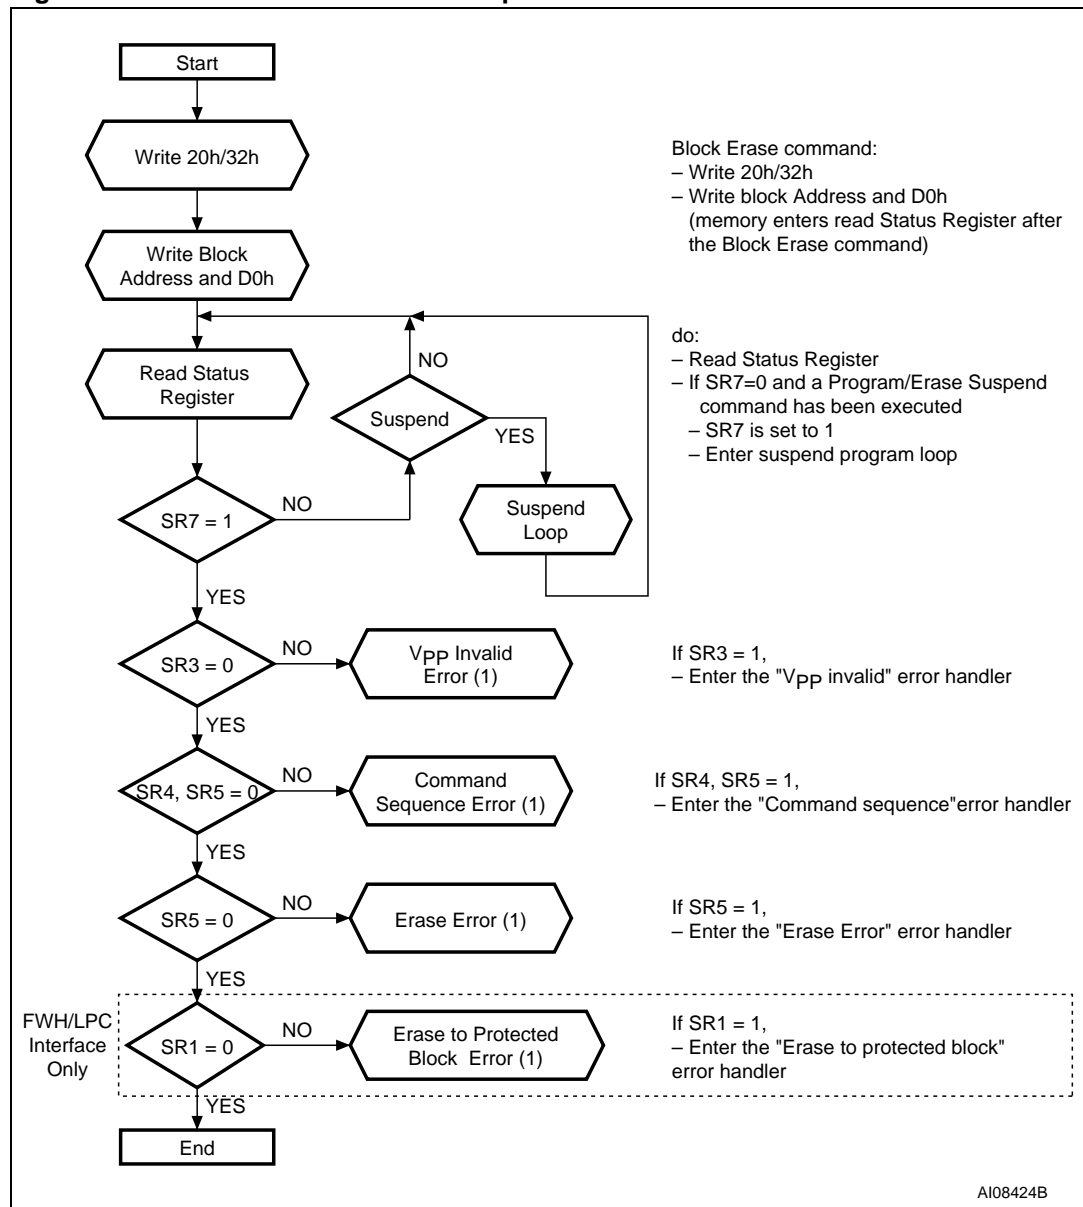 Start
Write 20h/32h
Block Erase command:
– Write 20h/32h
– Write block Address and D0h
(memory enters read Status Register after
the Block Erase command)
Write Block
Address and D0h
do:
– Read Status Register
– If SR7=0 and a Program/Erase Suspend
command has been executed
– SR7 is set to 1
– Enter suspend program loop
Read Status
Register
NO
Suspend
YES
Suspend
Loop
SR7 = 1
NO
YES
SR3 = 0
NO
VPP Invalid
Error (1)
If SR3 = 1,
– Enter the "VPP invalid" error handler
YES
SR4, SR5 = 0
NO
Command
Sequence Error (1)
If SR4, SR5 = 1,
– Enter the "Command sequence"error handler
YES
SR5 = 0
NO
Erase Error (1)
If SR5 = 1,
– Enter the "Erase Error" error handler
YES
FWH/LPC
Interface
Only
SR1 = 0
NO
Erase to Protected
Block Error (1)
If SR1 = 1,
– Enter the "Erase to protected block"
error handler
YES
End
AI08424B